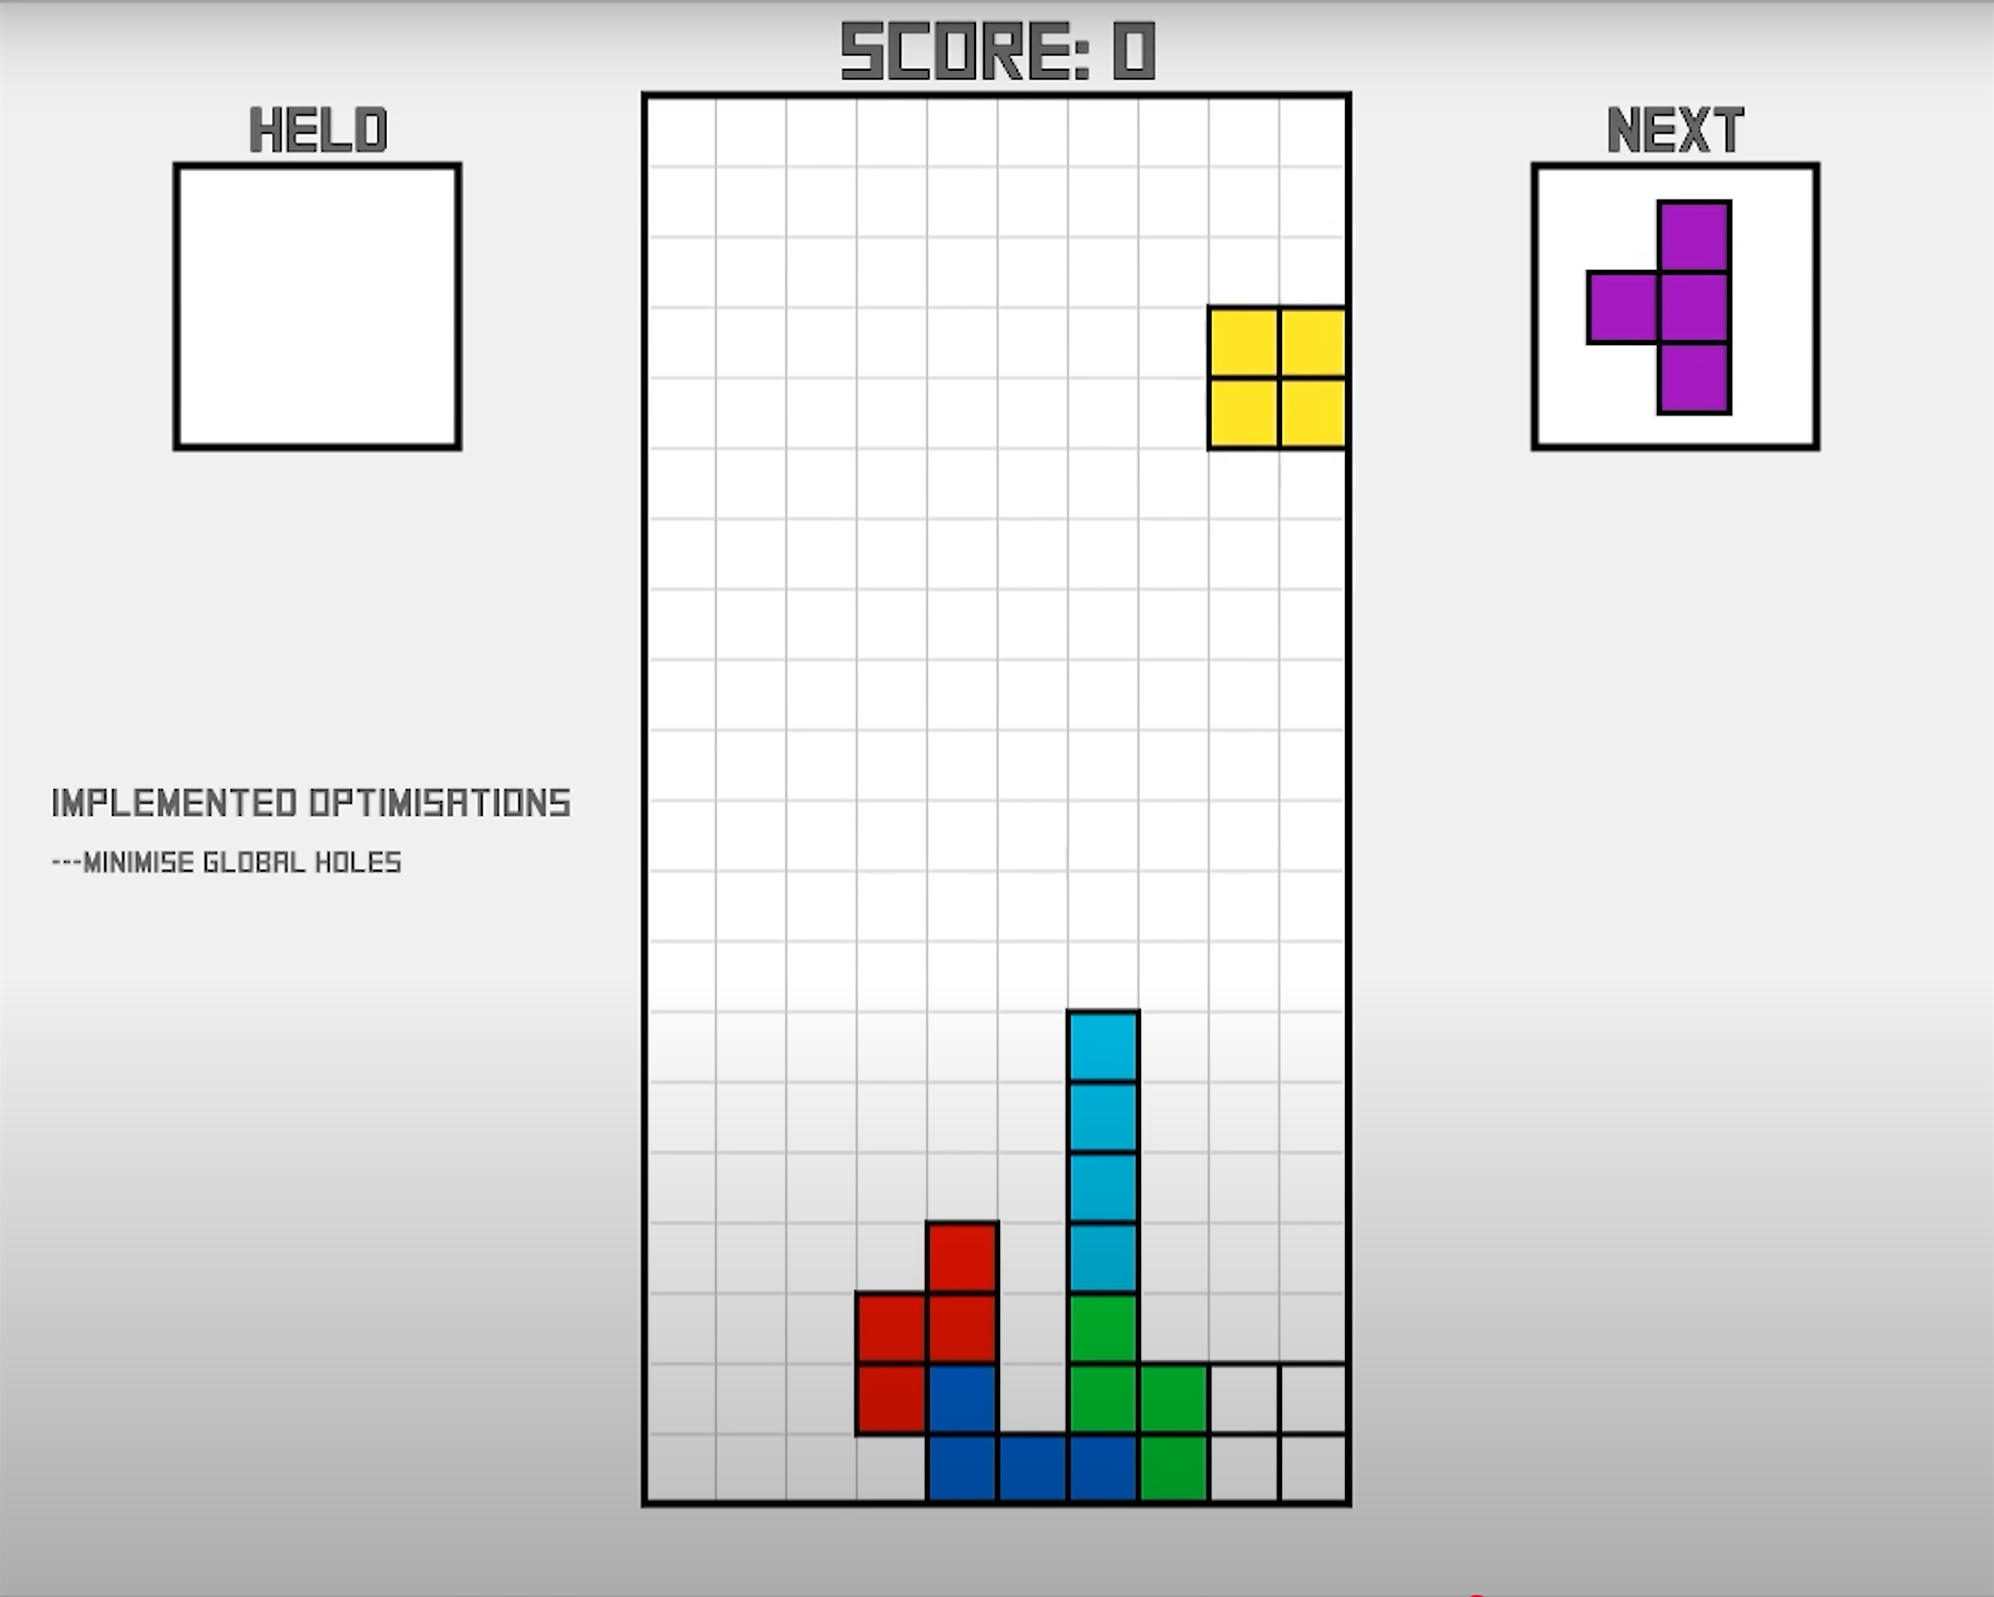 SCORE: 0
HELD
NEXT
IMPLEMENTED OPTIMISATIONS
---MINIMISE GLOBAL HOLES